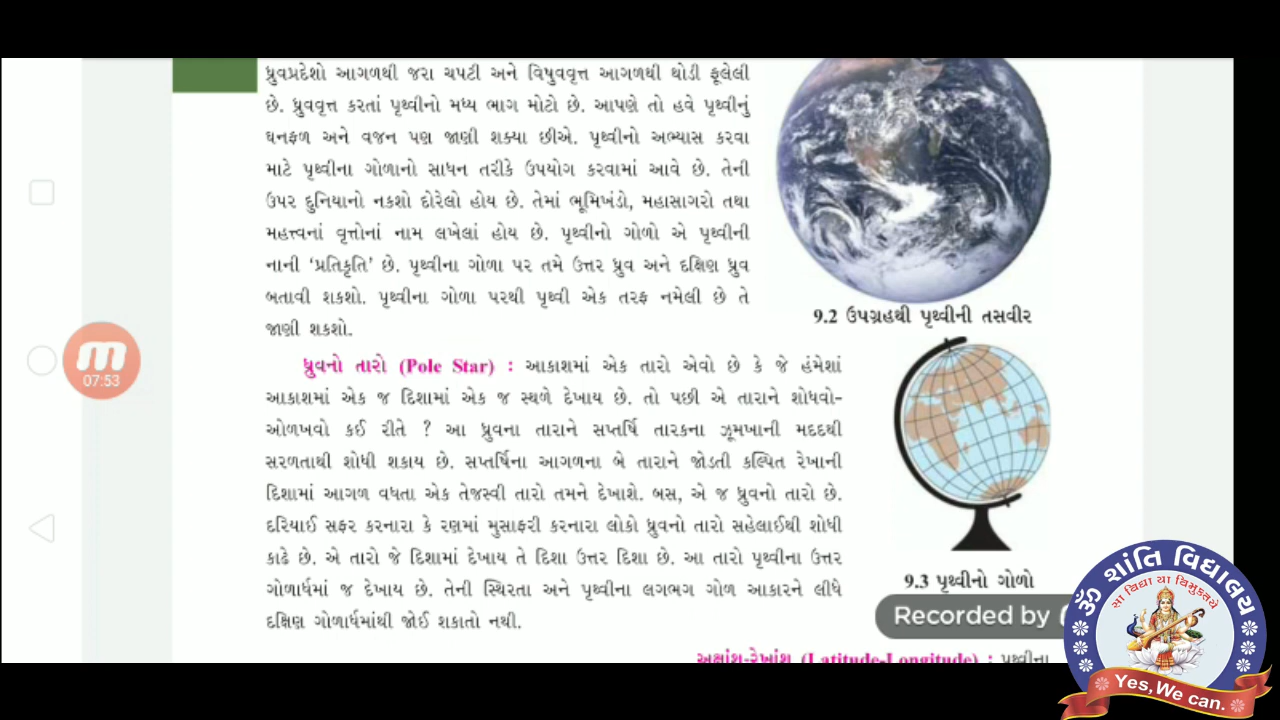 ધ્રુવપ્રદેશો આગળથી જરા ચપટી અને વિષુવવૃત્ત આગળથી થોડી ફૂલેલી
છે. ધ્રુવવૃત્ત કરતાં પૃથ્વીનો મધ્ય ભાગ મોટો છે. આપણે તો હવે પૃથ્વીનું
ઘનફળ અને વજન પણ જાણી શક્યા છીએ. પૃથ્વીનો અભ્યાસ કરવા
માટે પૃથ્વીના ગોળાનો સાધન તરીકે ઉપયોગ કરવામાં આવે છે. તેની
ઉપર દુનિયાનો નકશો દોરેલો હોય છે. તેમાં ભૂમિખંડો, મહાસાગરો તથા
મહત્ત્વનાં વૃત્તોનાં નામ લખેલાં હોય છે. પૃથ્વીનો ગોળો એ પૃથ્વીની
નાની ‘પ્રતિકૃતિ’ છે. પૃથ્વીના ગોળા પર તમે ઉત્તર ધ્રુવ અને દક્ષિણ ધ્રુવ
બતાવી શકશો. પૃથ્વીના ગોળા પરથી પૃથ્વી એક તરફ નમેલી છે તે
જાણી શકશો.
9.2 ઉપગ્રહથી પૃથ્વીની તસવીર
ધ્રુવનો તારો (Pole Star) : આકાશમાં એક તારો એવો છે કે જે હંમેશાં
આકાશમાં એક જ દિશામાં એક જ સ્થળે દેખાય છે. તો પછી એ તારાને શોધવો-
ઓળખવો કઈ રીતે ? આ ધ્રુવના તારાને સપ્તર્ષિ તારકના ઝૂમખાની મદદથી
સરળતાથી શોધી શકાય છે. સપ્તર્ષિના આગળના બે તારાને જોડતી કલ્પિત રેખાની
દિશામાં આગળ વધતા એક તેજસ્વી તારો તમને દેખાશે. બસ, એ જ ધ્રુવનો તારો છે.
દરિયાઈ સફર કરનારા કે રણમાં મુસાફરી કરનારા લોકો ધ્રુવનો તારો સહેલાઈથી શોધી
કાઢે છે. એ તારો જે દિશામાં દેખાય તે દિશા ઉત્તર દિશા છે. આ તારો પૃથ્વીના ઉત્તર
ગોળાર્ધમાં જ દેખાય છે. તેની સ્થિરતા અને પૃથ્વીના લગભગ ગોળ આકારને લીધે
દક્ષિણ ગોળાર્ધમાંથી જોઈ શકાતો નથી.
9.3 પૃથ્વીનો ગોળો
અક્ષાંશ-રેખાંશ (Latitude-Longitude) : પૃથ્વીના
07:53
Recorded by
ૐ શાંતિ વિદ્યાલય
સા વિદ્યા યા વિમુક્તયે
Yes,We can.